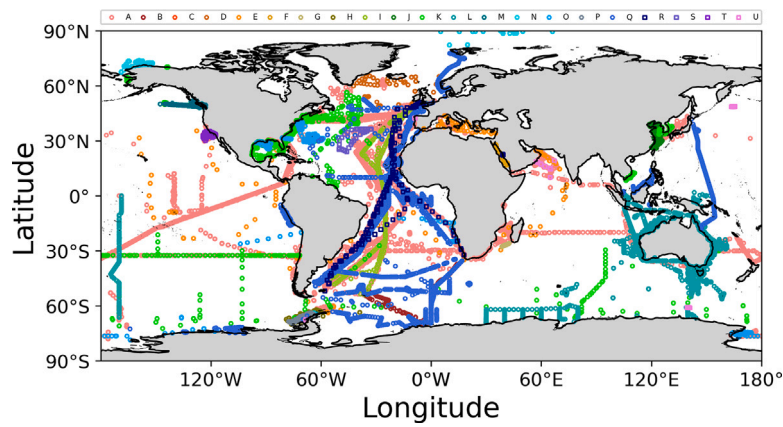 A B C D E F G H I J K L M N O P Q R S T U
90°N
60°N
30°N
0°
30°S
60°S
90°S
Latitude
120°W 60°W 0°W 60°E 120°E 180°
Longitude